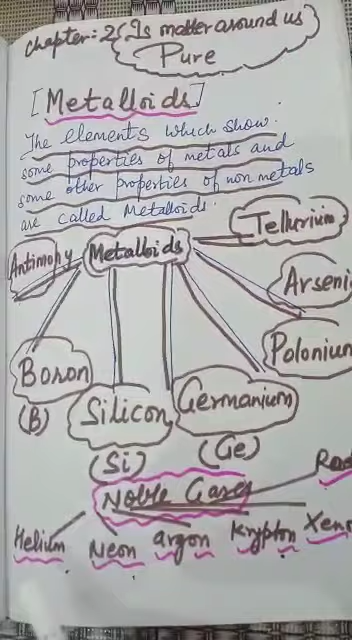 chapter: 2 Is matter around us
Pure
[Metalloids]
The elements which show
some properties of metals and
some other properties of non metals
are called Metalloids.
Tellurium
Antimony Metalloids
Arseni
Polonium
Boron
(B)
Silicon Germanium
(Si) (Ge)
Noble Gases
Rad
Helium Neon argon Krypton Xeno